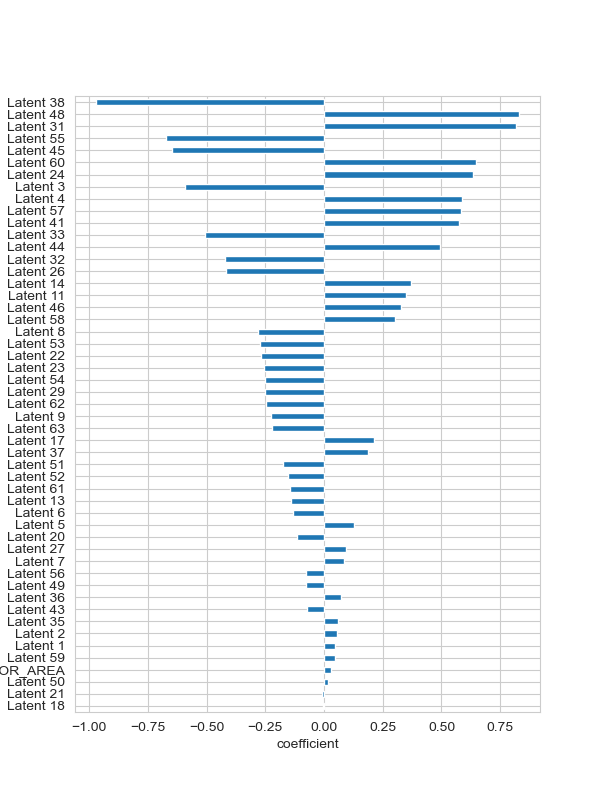 Latent 38
Latent 48
Latent 31
Latent 55
Latent 45
Latent 60
Latent 24
Latent 3
Latent 4
Latent 57
Latent 41
Latent 33
Latent 44
Latent 32
Latent 26
Latent 14
Latent 11
Latent 46
Latent 58
Latent 8
Latent 53
Latent 22
Latent 23
Latent 54
Latent 29
Latent 62
Latent 9
Latent 63
Latent 17
Latent 37
Latent 51
Latent 52
Latent 61
Latent 13
Latent 6
Latent 5
Latent 20
Latent 27
Latent 7
Latent 56
Latent 49
Latent 36
Latent 43
Latent 35
Latent 2
Latent 1
Latent 59
OR_AREA
Latent 50
Latent 21
Latent 18
−1.00 −0.75 −0.50 −0.25 0.00 0.25 0.50 0.75
coefficient